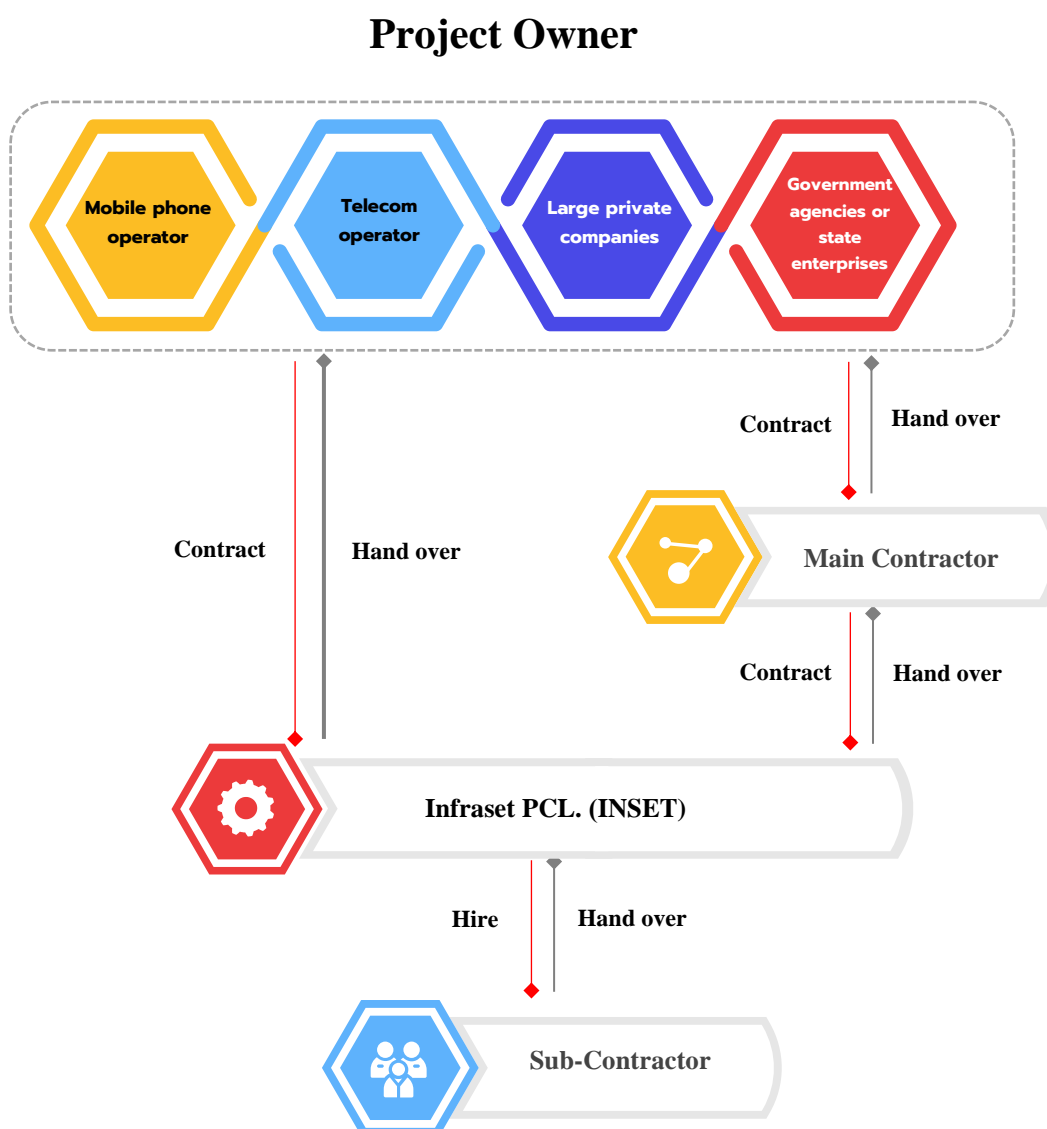 Project Owner
Mobile phone
operator
Telecom
operator
Large private
companies
Government
agencies or
state
enterprises
Contract
Hand over
Contract
Hand over
Main Contractor
Contract
Hand over
Infraset PCL. (INSET)
Hire
Hand over
Sub-Contractor